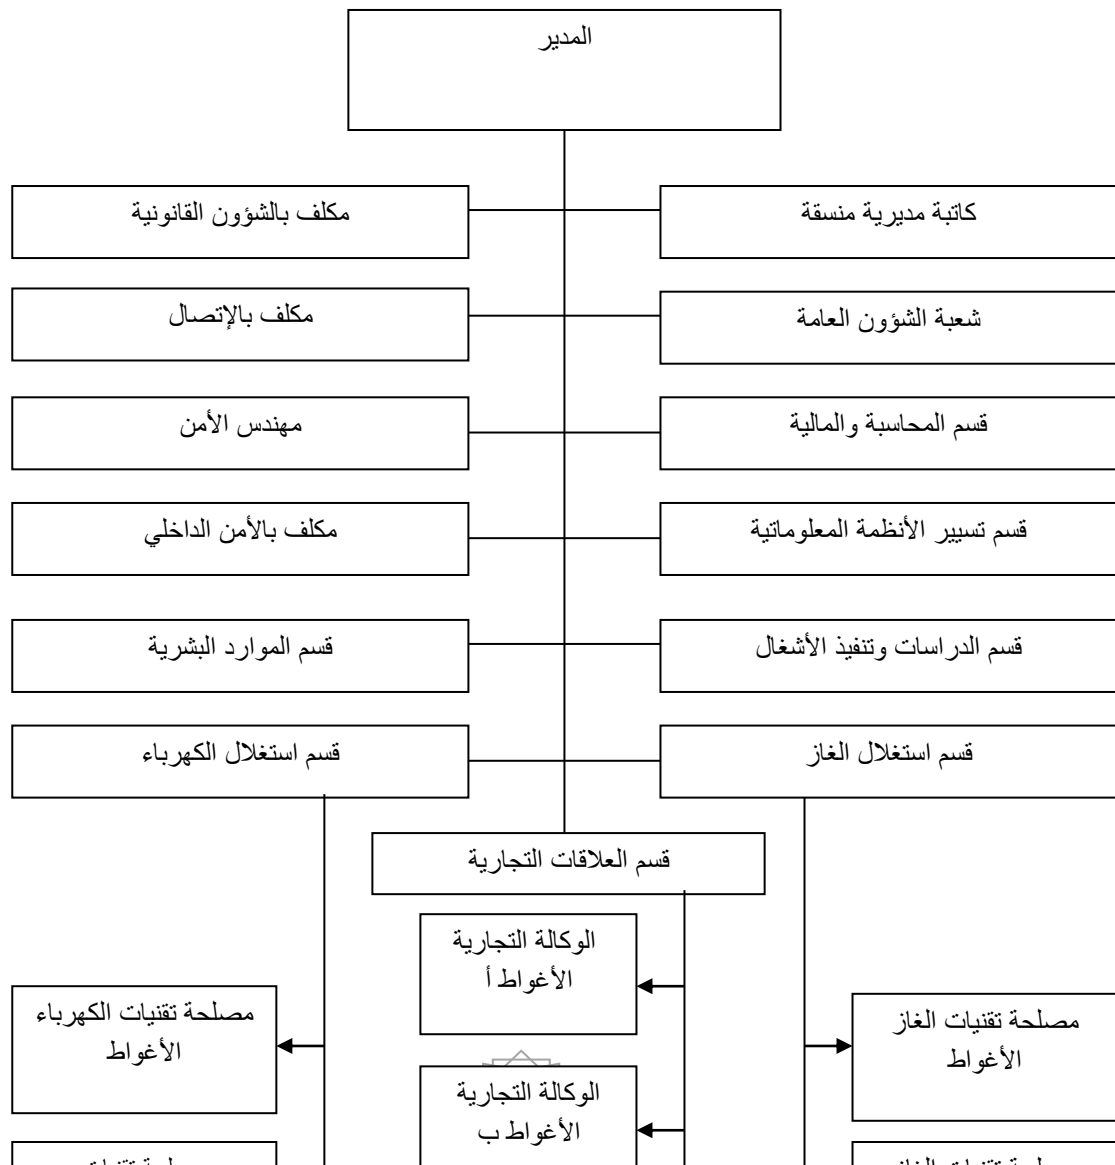 المدير
كاتبة مديرية منسقة
مكلف بالشؤون القانونية
شعبة الشؤون العامة
مكلف بالإتصال
قسم المحاسبة والمالية
مهندس الأمن
قسم تسيير الأنظمة المعلوماتية
مكلف بالأمن الداخلي
قسم الدراسات وتنفيذ الأشغال
قسم الموارد البشرية
قسم استغلال الغاز
قسم استغلال الكهرباء
قسم العلاقات التجارية
الوكالة التجارية
الأغواط أ
مصلحة تقنيات الغاز
الأغواط
مصلحة تقنيات الكهرباء
الأغواط
الوكالة التجارية
الأغواط ب